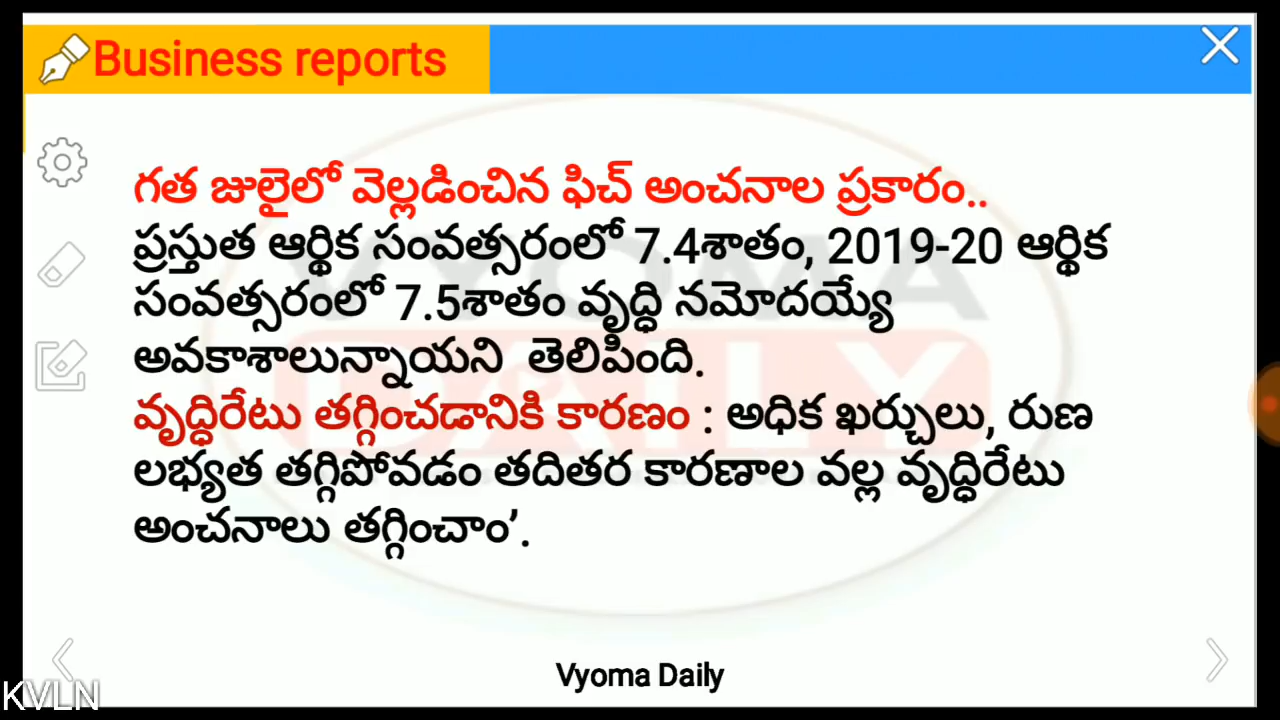 Business reports
గత జులైలో వెల్లడించిన ఫిచ్ అంచనాల ప్రకారం..
ప్రస్తుత ఆర్థిక సంవత్సరంలో 7.4శాతం, 2019-20 ఆర్థిక
సంవత్సరంలో 7.5శాతం వృద్ధి నమోదయ్యే
అవకాశాలున్నాయని తెలిపింది.
వృద్ధిరేటు తగ్గించడానికి కారణం : అధిక ఖర్చులు, రుణ
లభ్యత తగ్గిపోవడం తదితర కారణాల వల్ల వృద్ధిరేటు
అంచనాలు తగ్గించాం’.
VYOMA
DAILY
Vyoma Daily
KVLN